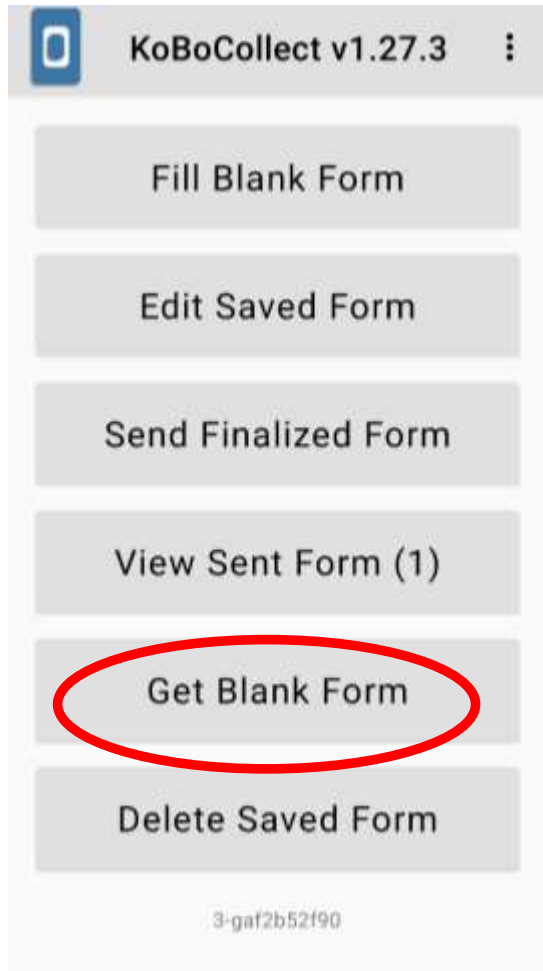 KoBoCollect v1.27.3
Fill Blank Form
Edit Saved Form
Send Finalized Form
View Sent Form (1)
Get Blank Form
Delete Saved Form
3-gaf2b52f90